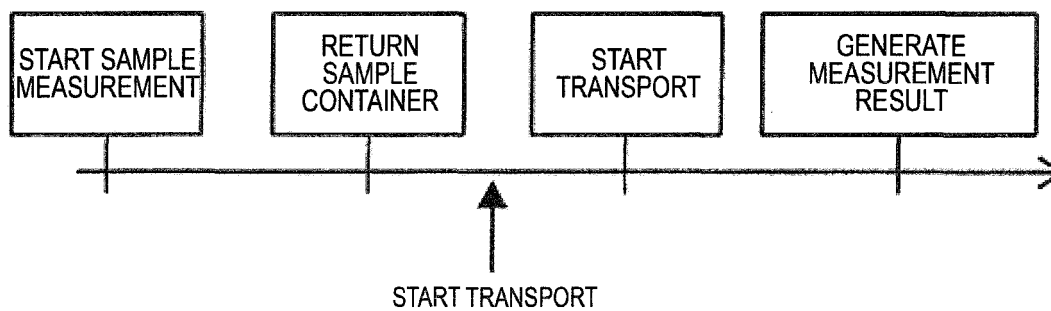 START SAMPLE
MEASUREMENT
RETURN
SAMPLE
CONTAINER
START
TRANSPORT
GENERATE
MEASUREMENT
RESULT
START TRANSPORT